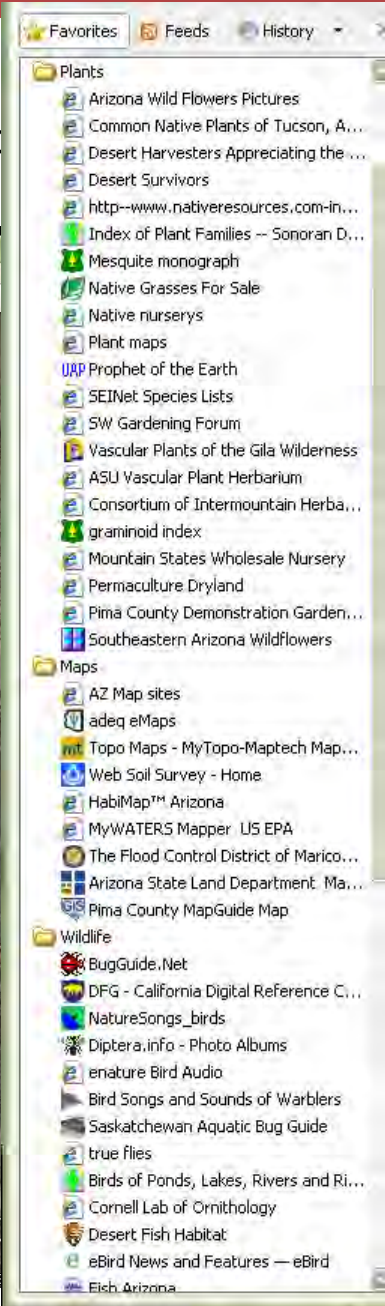 Favorites Feeds History
Plants
Arizona Wild Flowers Pictures
Common Native Plants of Tucson, A...
Desert Harvesters Appreciating the ...
Desert Survivors
http--www.nativeresources.com-in...
Index of Plant Families -- Sonoran D...
Mesquite monograph
Native Grasses For Sale
Native nurserys
Plant maps
UAP Prophet of the Earth
SEINet Species Lists
SW Gardening Forum
Vascular Plants of the Gila Wilderness
ASU Vascular Plant Herbarium
Consortium of Intermountain Herba...
graminoid index
Mountain States Wholesale Nursery
Permaculture Dryland
Pima County Demonstration Garden...
Southeastern Arizona Wildflowers
Maps
AZ Map sites
adeq eMaps
mt Topo Maps - MyTopo-Maptech Map...
Web Soil Survey - Home
HabiMap™ Arizona
MyWATERS Mapper US EPA
The Flood Control District of Marico...
Arizona State Land Department Ma...
GIS Pima County MapGuide Map
Wildlife
BugGuide.Net
DFG - California Digital Reference C...
NatureSongs_birds
Diptera.info - Photo Albums
enature Bird Audio
Bird Songs and Sounds of Warblers
Saskatchewan Aquatic Bug Guide
true flies
Birds of Ponds, Lakes, Rivers and Ri...
Cornell Lab of Ornithology
Desert Fish Habitat
eBird News and Features — eBird
Fish Arizona